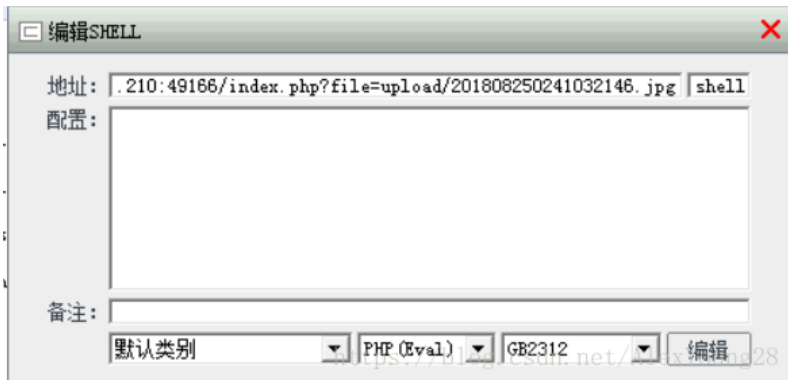 编辑SHELL
地址: .210:49166/index.php?file=upload/201808250241032146.jpg shell
配置:
备注:
默认类别 PHP(Eval) GB2312 编辑